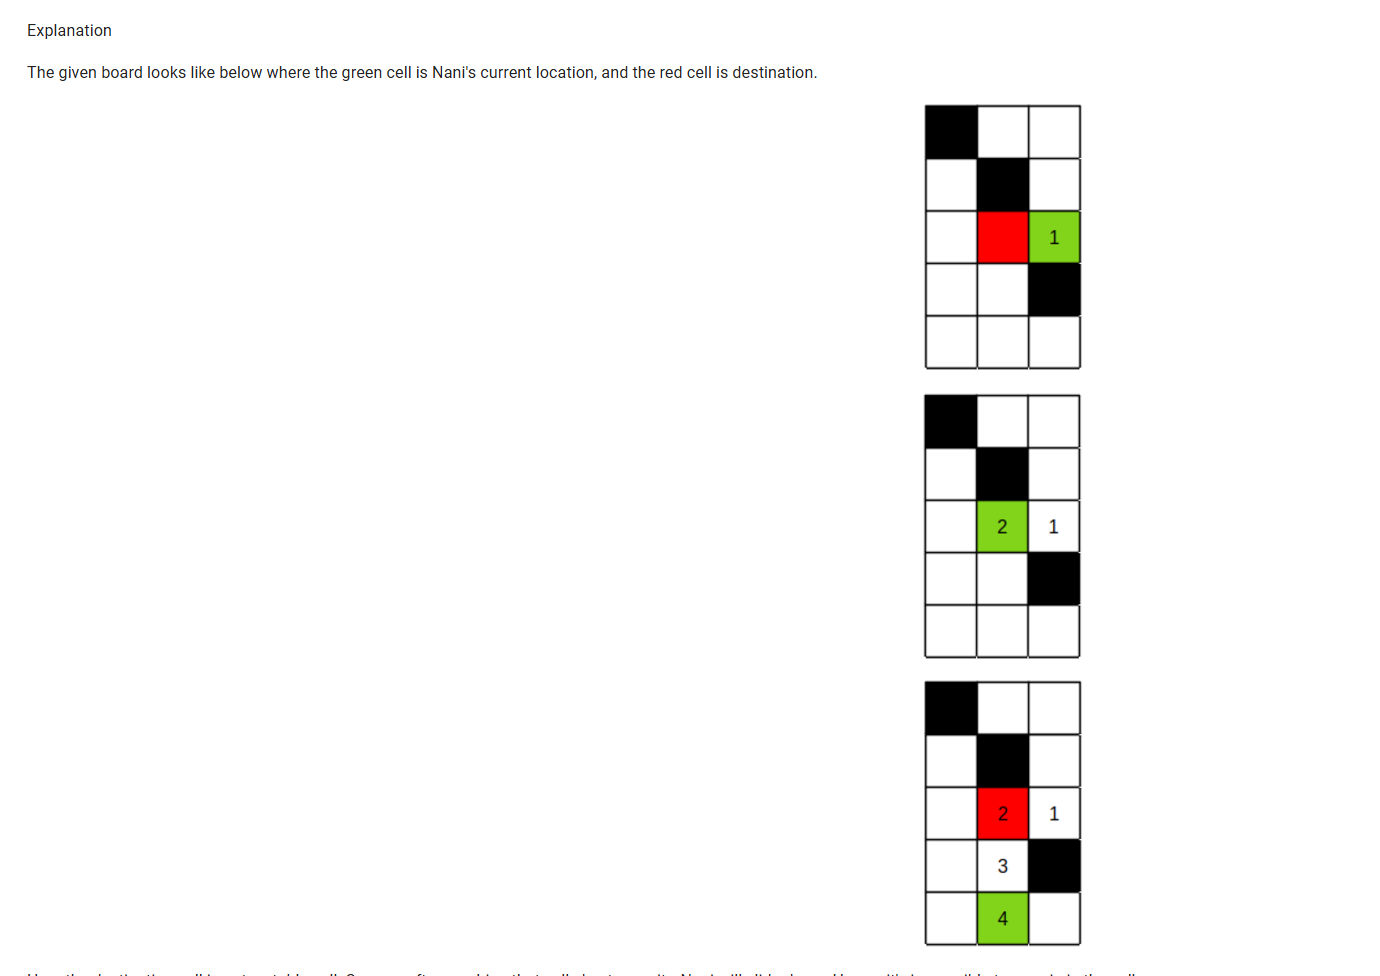 Explanation
The given board looks like below where the green cell is Nani's current location, and the red cell is destination.
1
2 1
2 1
3
4